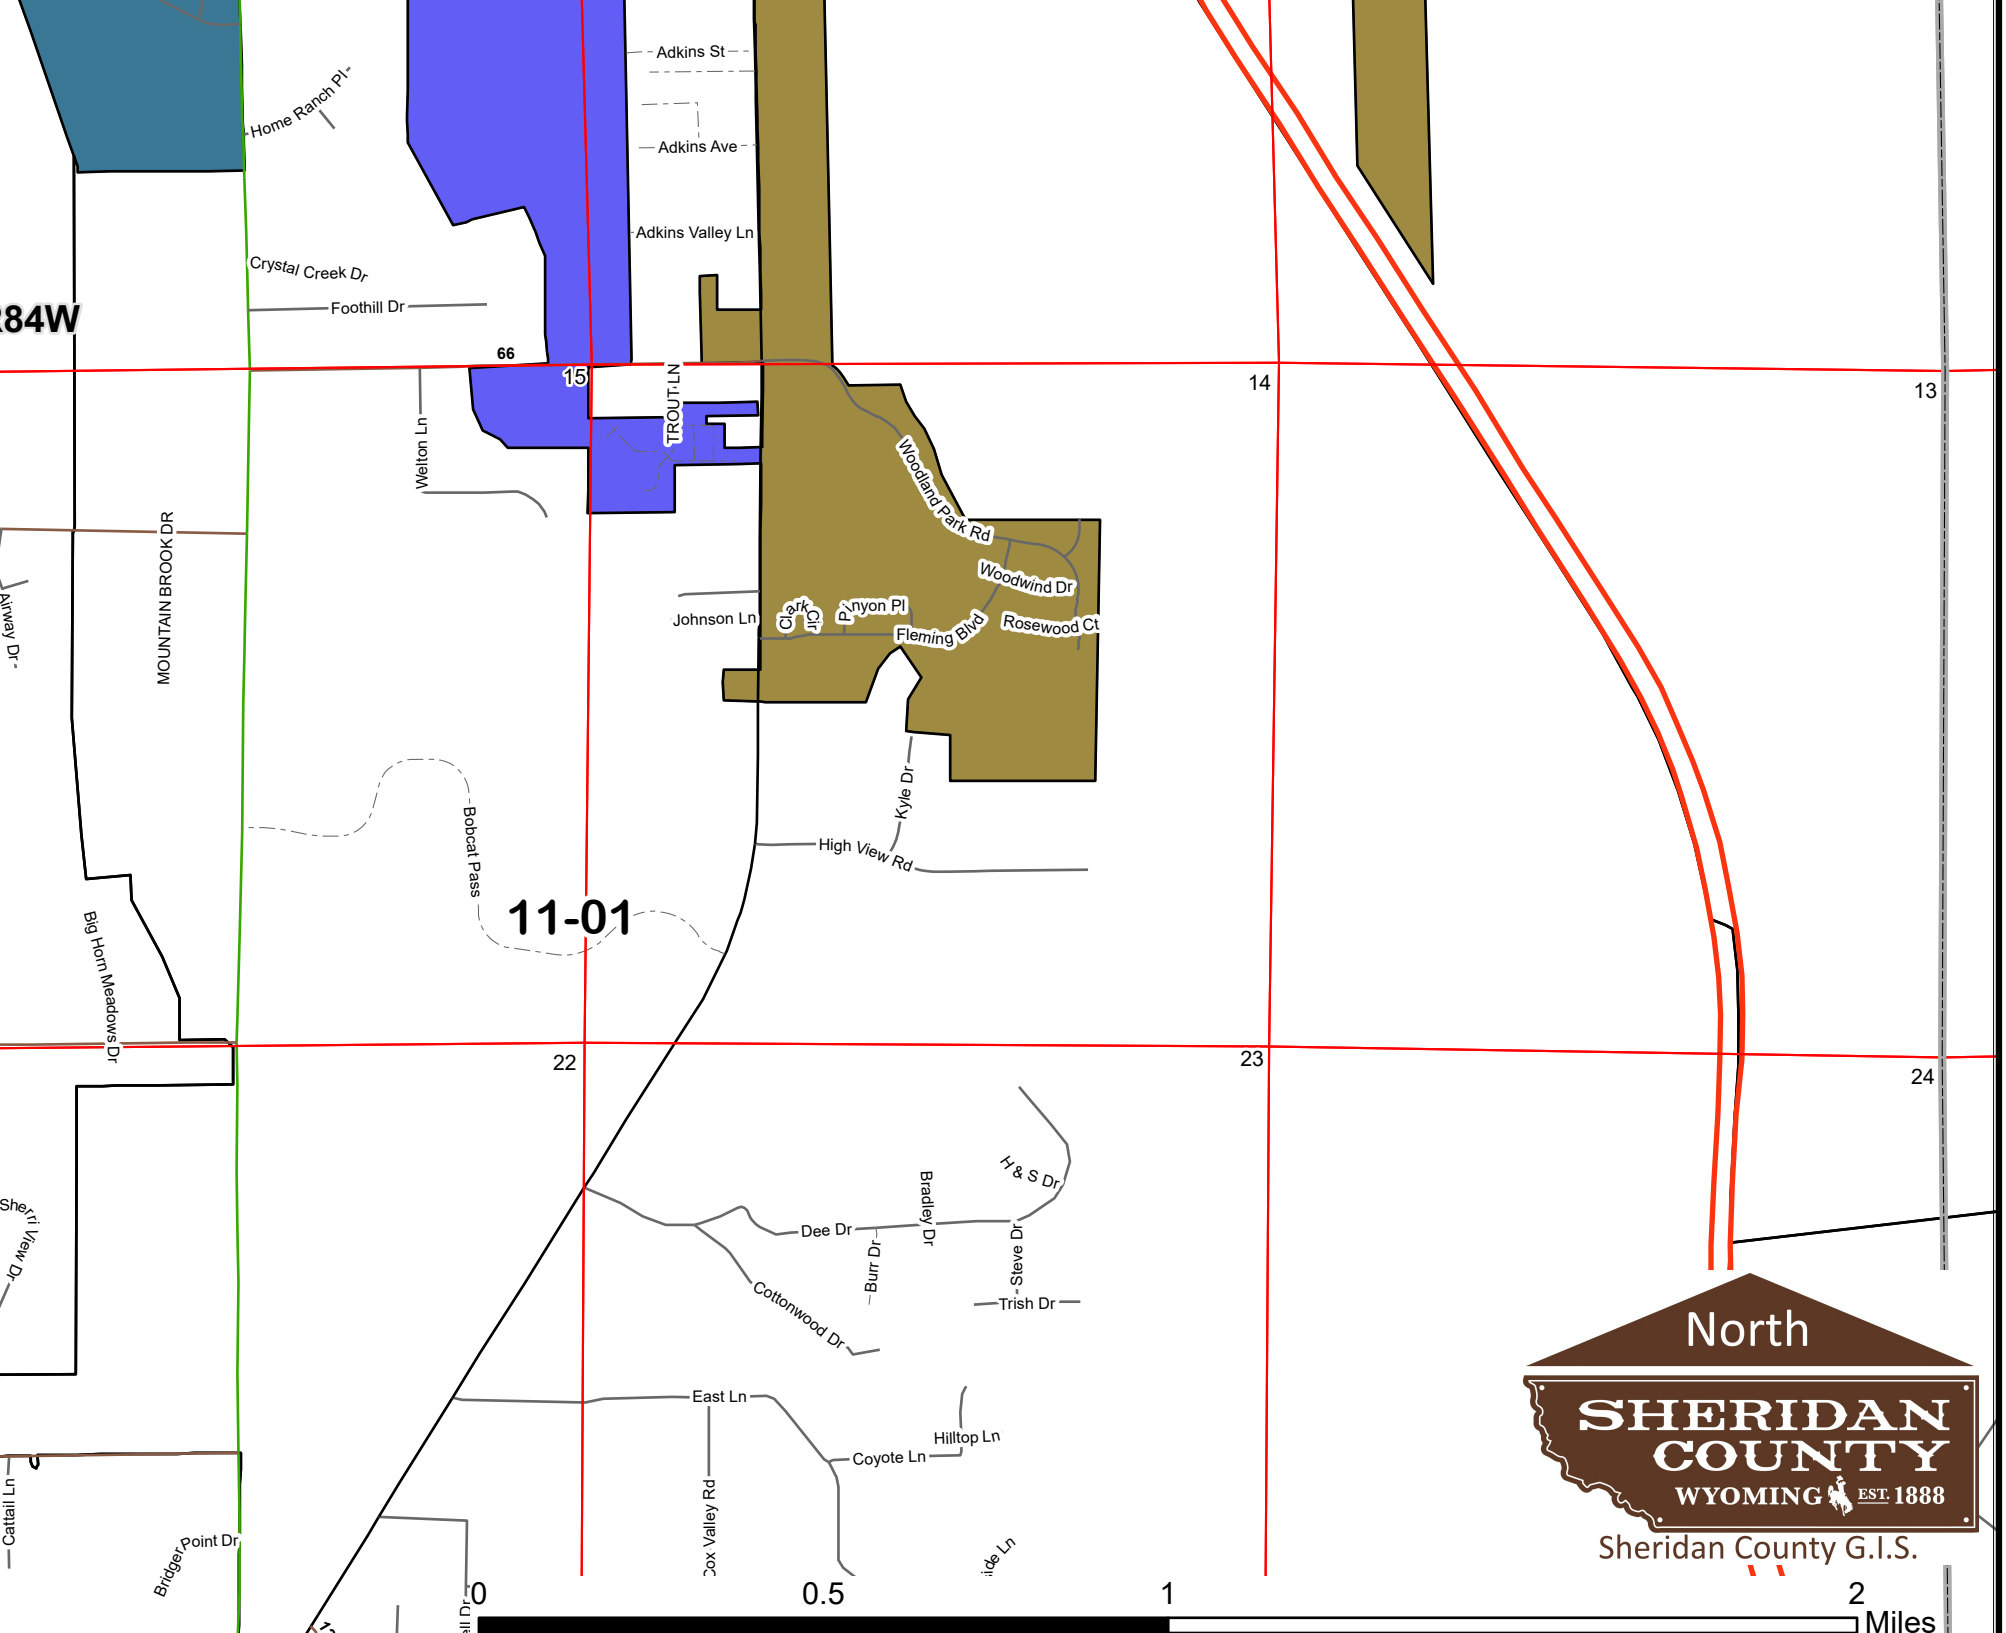 Adkins St
Home Ranch Pl
Adkins Ave
Adkins Valley Ln
Crystal Creek Dr
Foothill Dr
84W
66
15
14
13
TROUT LN
Welton Ln
Woodland Park Rd
MOUNTAIN BROOK DR
Woodwind Dr
Airway Dr
Johnson Ln
Clark Cir
Pinyon Pl
Fleming Blvd
Rosewood Ct
Kyle Dr
Bobcat Pass
High View Rd
11-01
Big Horn Meadows Dr
22
23
24
H & S Dr
Bradley Dr
Sherri View Dr
Dee Dr
Burr Dr
Steve Dr
Cottonwood Dr
Trish Dr
North
East Ln
SHERIDAN
COUNTY
WYOMING EST. 1888
Hilltop Ln
Coyote Ln
Cattail Ln
Cox Valley Rd
Bridger Point Dr
Sheridan County G.I.S.
ide Ln
ell Dr
0 0.5 1 2
Miles